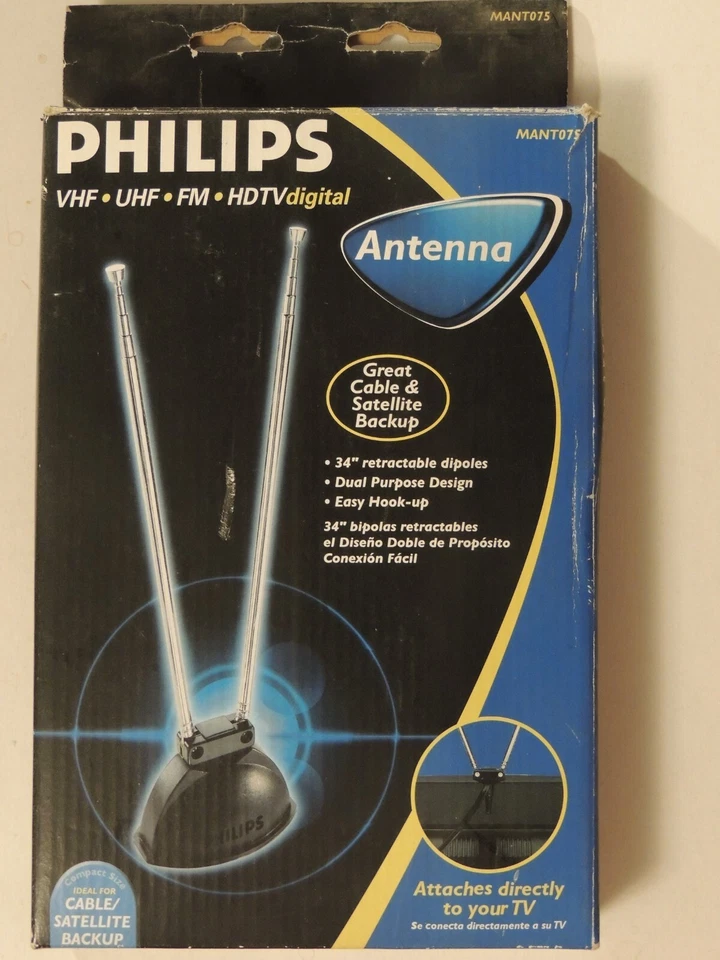 MANT075
PHILIPS
MANT075
VHF • UHF • FM • HDTVdigital
Antenna
Great
Cable &
Satellite
Backup
• 34" retractable dipoles
• Dual Purpose Design
• Easy Hook-up
34" bipolas retractables
el Diseño Doble de Propósito
Conexión Fácil
PHILIPS
Compact Size
IDEAL FOR
CABLE/
SATELLITE
BACKUP
Attaches directly
to your TV
Se conecta directamente a su TV